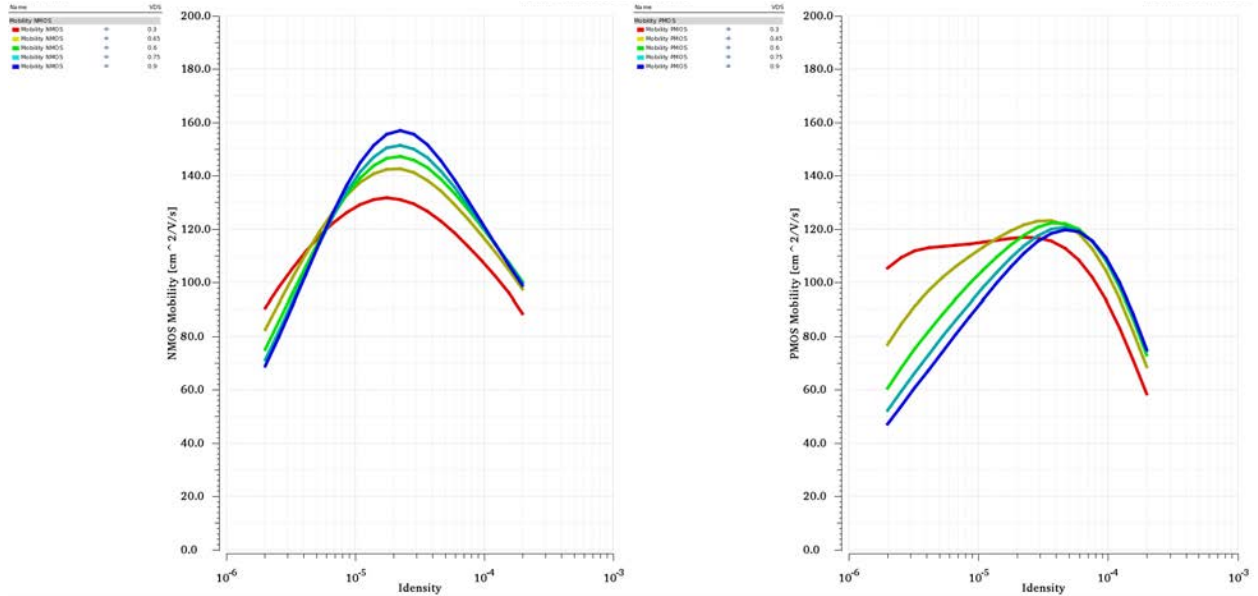 Name VDS
Mobility NMOS
Mobility NMOS 0.3
Mobility NMOS 0.45
Mobility NMOS 0.6
Mobility NMOS 0.75
Mobility NMOS 0.9
200.0
180.0
160.0
140.0
120.0
100.0
80.0
60.0
40.0
20.0
0.0
NMOS Mobility [cm^2/V/s]
10^-6 10^-5 10^-4 10^-3
Idensity
Name VDS
Mobility PMOS
Mobility PMOS 0.3
Mobility PMOS 0.45
Mobility PMOS 0.6
Mobility PMOS 0.75
Mobility PMOS 0.9
200.0
180.0
160.0
140.0
120.0
100.0
80.0
60.0
40.0
20.0
0.0
PMOS Mobility [cm^2/V/s]
10^-6 10^-5 10^-4 10^-3
Idensity